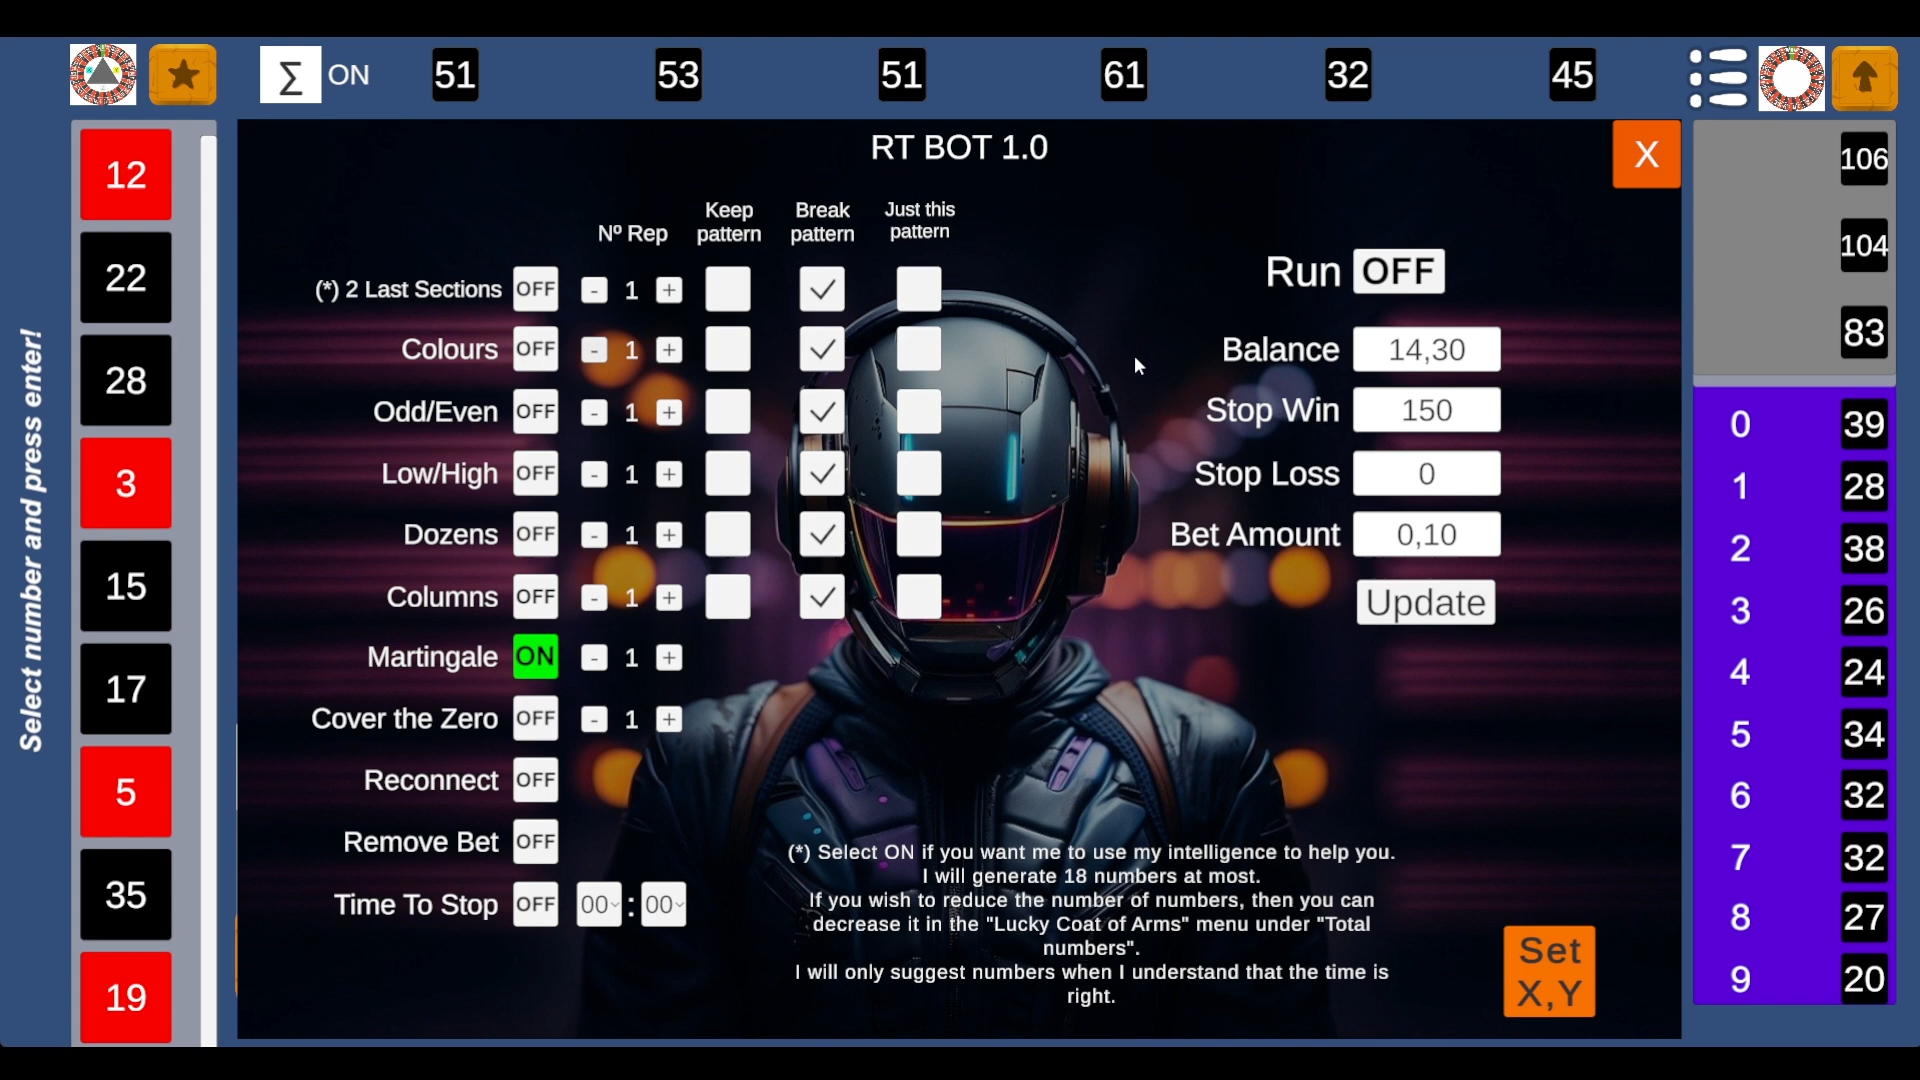 ∑ ON 51 53 51 61 32 45
Select number and press enter!
12
22
28
3
15
17
5
35
19
RT BOT 1.0
X
Nº Rep
Keep
pattern
Break
pattern
Just this
pattern
(*) 2 Last Sections OFF - 1 +
Colours OFF - 1 +
Odd/Even OFF - 1 +
Low/High OFF - 1 +
Dozens OFF - 1 +
Columns OFF - 1 +
Martingale ON - 1 +
Cover the Zero OFF - 1 +
Reconnect OFF
Remove Bet OFF
Time To Stop OFF 00 : 00
Run OFF
Balance 14,30
Stop Win 150
Stop Loss 0
Bet Amount 0,10
Update
(*) Select ON if you want me to use my intelligence to help you.
I will generate 18 numbers at most.
If you wish to reduce the number of numbers, then you can
decrease it in the "Lucky Coat of Arms" menu under "Total
numbers".
I will only suggest numbers when I understand that the time is
right.
Set
X,Y
106
104
83
0 39
1 28
2 38
3 26
4 24
5 34
6 32
7 32
8 27
9 20